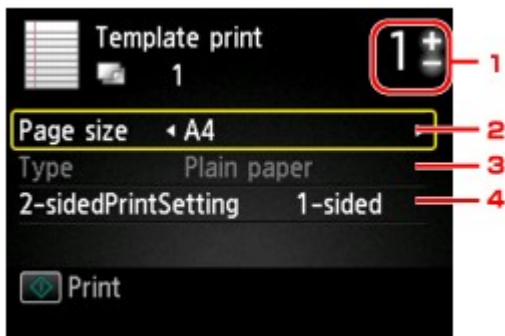 Template print
1
1 + -
1
Page size A4
2
Type Plain paper
3
2-sidedPrintSetting 1-sided
4
Print